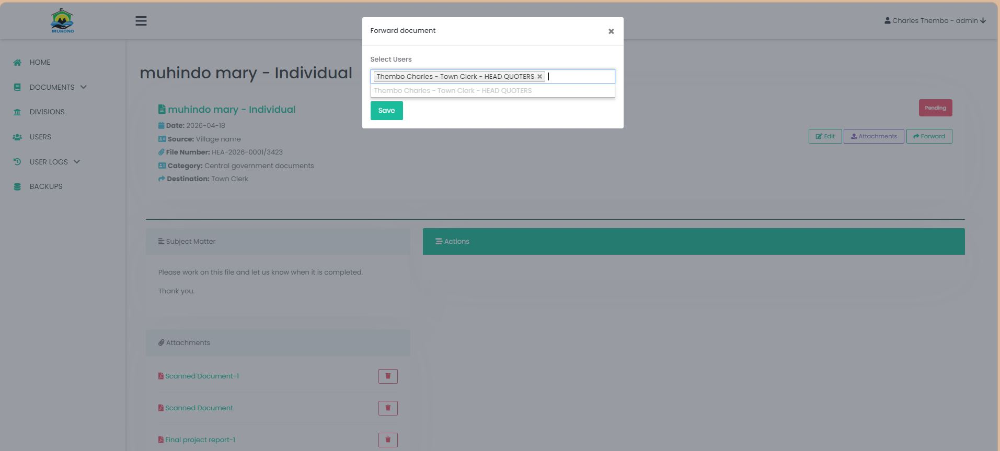 MUKONO
Charles Thembo - admin
HOME
DOCUMENTS
DIVISIONS
USERS
USER LOGS
BACKUPS
Forward document
Select Users
Thembo Charles - Town Clerk - HEAD QUOTERS
Thembo Charles - Town Clerk - HEAD QUOTERS
Save
muhindo mary - Individual
muhindo mary - Individual
Pending
Date: 2026-04-18
Source: Village name
File Number: HEA-2026-0001/3423
Category: Central government documents
Destination: Town Clerk
Edit
Attachments
Forward
Subject Matter
Please work on this file and let us know when it is completed.
Thank you.
Actions
Attachments
Scanned Document-1
Scanned Document
Final project report-1